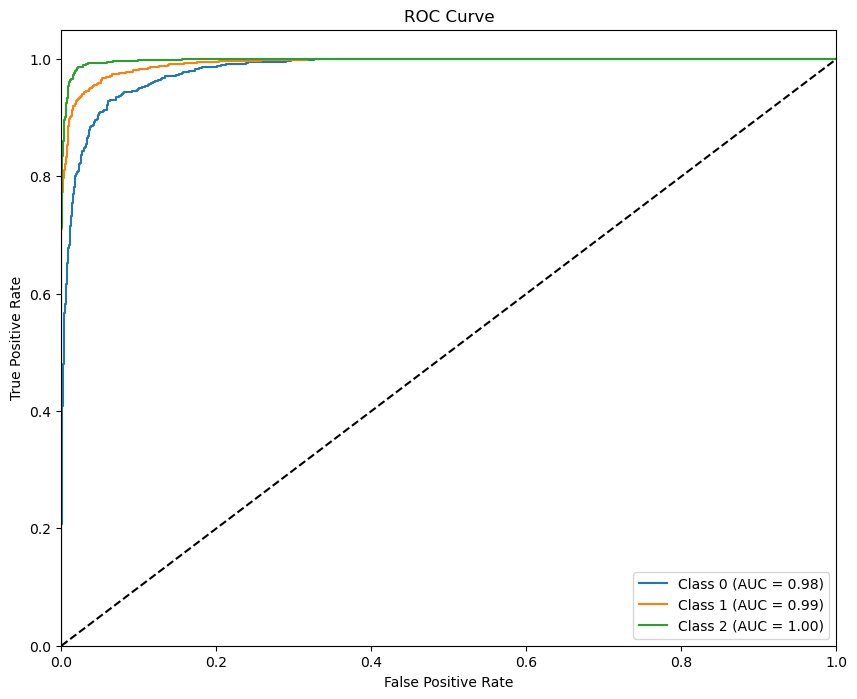 ROC Curve
True Positive Rate
1.0
0.8
0.6
0.4
0.2
0.0
Class 0 (AUC = 0.98)
Class 1 (AUC = 0.99)
Class 2 (AUC = 1.00)
0.0 0.2 0.4 0.6 0.8 1.0
False Positive Rate